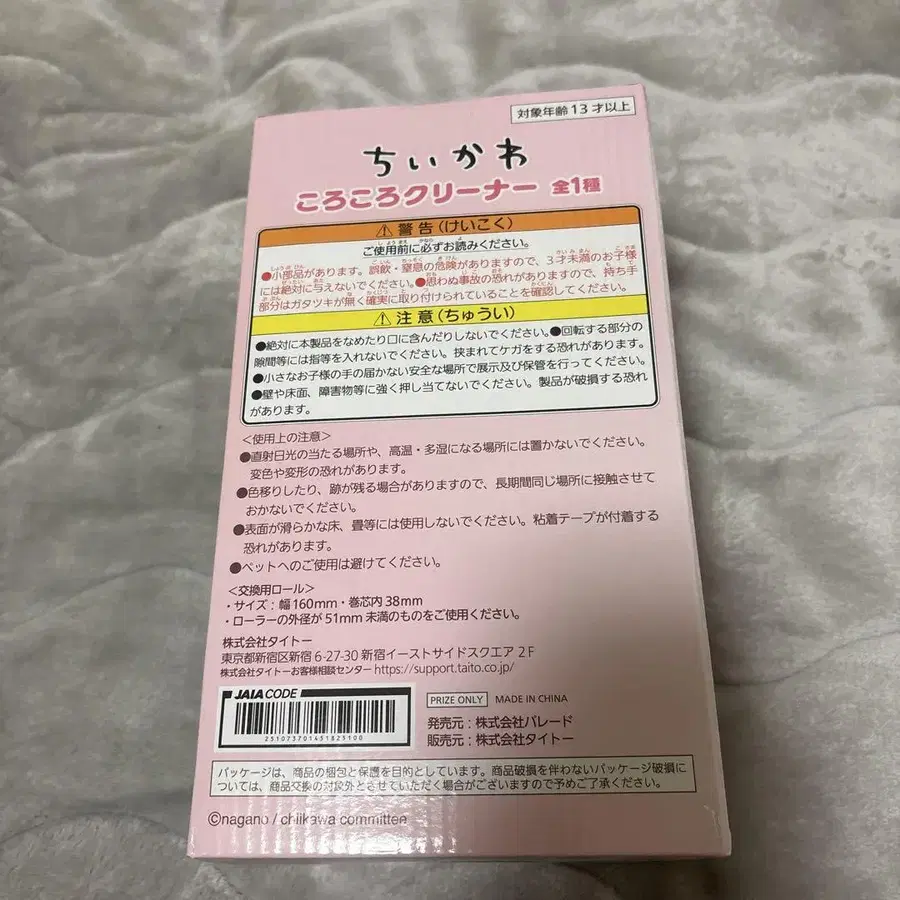 対象年齢13才以上
ちいかわ
ころころクリーナー 全1種
⚠ 警告(けいこく)
ご使用前に必ずお読みください。
●小部品があります。誤飲・窒息の危険がありますので、3才未満のお子様
には絶対に与えないでください。●思わぬ事故の恐れがありますので、持ち手
部分はガタツキが無く確実に取り付けられていることを確認してください。
⚠ 注意(ちゅうい)
●絶対に本製品をなめたり口に含んだりしないでください。●回転する部分の
隙間等には指等を入れないでください。挟まれてケガをする恐れがあります。
●小さなお子様の手の届かない安全な場所で展示及び保管を行ってください。
●壁や床面、障害物等に強く押し当てないでください。製品が破損する恐れ
があります。
<使用上の注意>
●直射日光の当たる場所や、高温・多湿になる場所には置かないでください。
変色や変形の恐れがあります。
●色移りしたり、跡が残る場合がありますので、長期間同じ場所に接触させて
おかないでください。
●表面が滑らかな床、畳等には使用しないでください。粘着テープが付着する
恐れがあります。
●ペットへのご使用は避けてください。
<交換用ロール>
・サイズ：幅160mm・巻芯内38mm
・ローラーの外径が51mm未満のものをご使用ください。
株式会社タイトー
東京都新宿区新宿6-27-30 新宿イーストサイドスクエア 2F
株式会社タイトーお客様相談センター https://support.taito.co.jp/
JAIA CODE
251073701451823100
PRIZE ONLY MADE IN CHINA
発売元：株式会社パレード
販売元：株式会社タイトー
パッケージは、商品の梱包と保護を目的としています。商品破損を伴わないパッケージ破損に
ついては、商品交換の対象外とさせていただく場合がございますので予めご了承ください。
©nagano / chiikawa committee